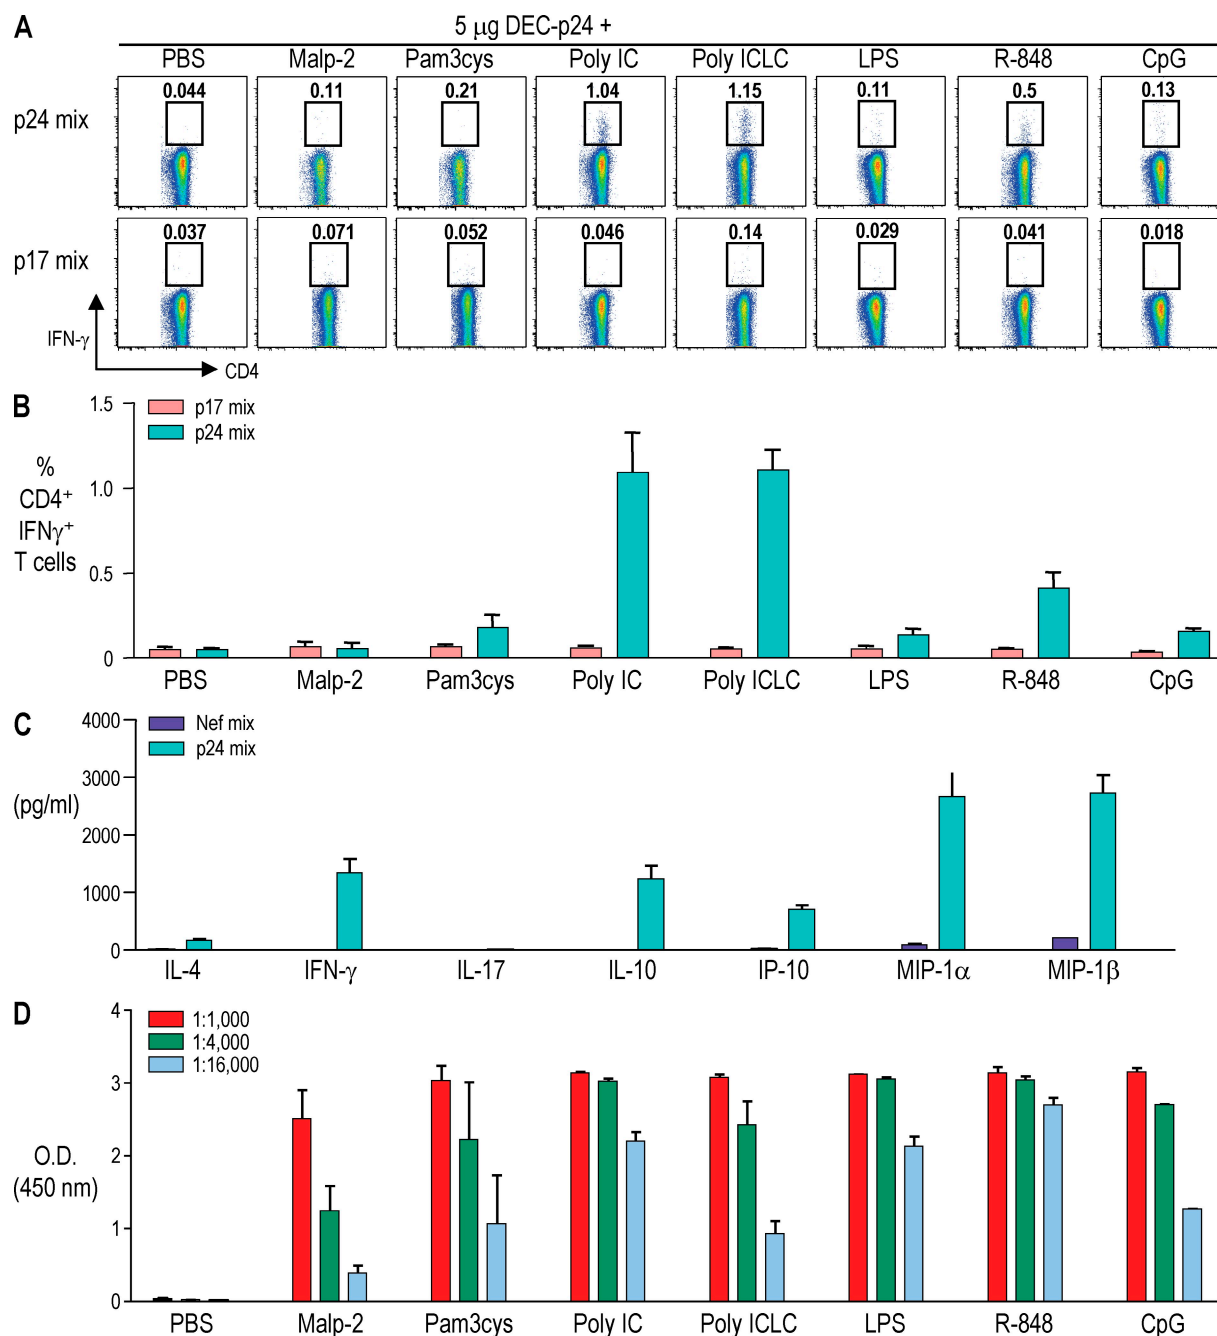 A
5 μg DEC-p24 +
PBS Malp-2 Pam3cys Poly IC Poly ICLC LPS R-848 CpG
p24 mix
0.044 0.11 0.21 1.04 1.15 0.11 0.5 0.13
p17 mix
0.037 0.071 0.052 0.046 0.14 0.029 0.041 0.018
IFN-γ
CD4
B
p17 mix
p24 mix
%
CD4⁺
IFNγ⁺
T cells
1.5
1.0
0.5
0
PBS Malp-2 Pam3cys Poly IC Poly ICLC LPS R-848 CpG
C
Nef mix
p24 mix
(pg/ml)
4000
3000
2000
1000
0
IL-4 IFN-γ IL-17 IL-10 IP-10 MIP-1α MIP-1β
D
1:1,000
1:4,000
1:16,000
O.D.
(450 nm)
4
3
2
1
0
PBS Malp-2 Pam3cys Poly IC Poly ICLC LPS R-848 CpG